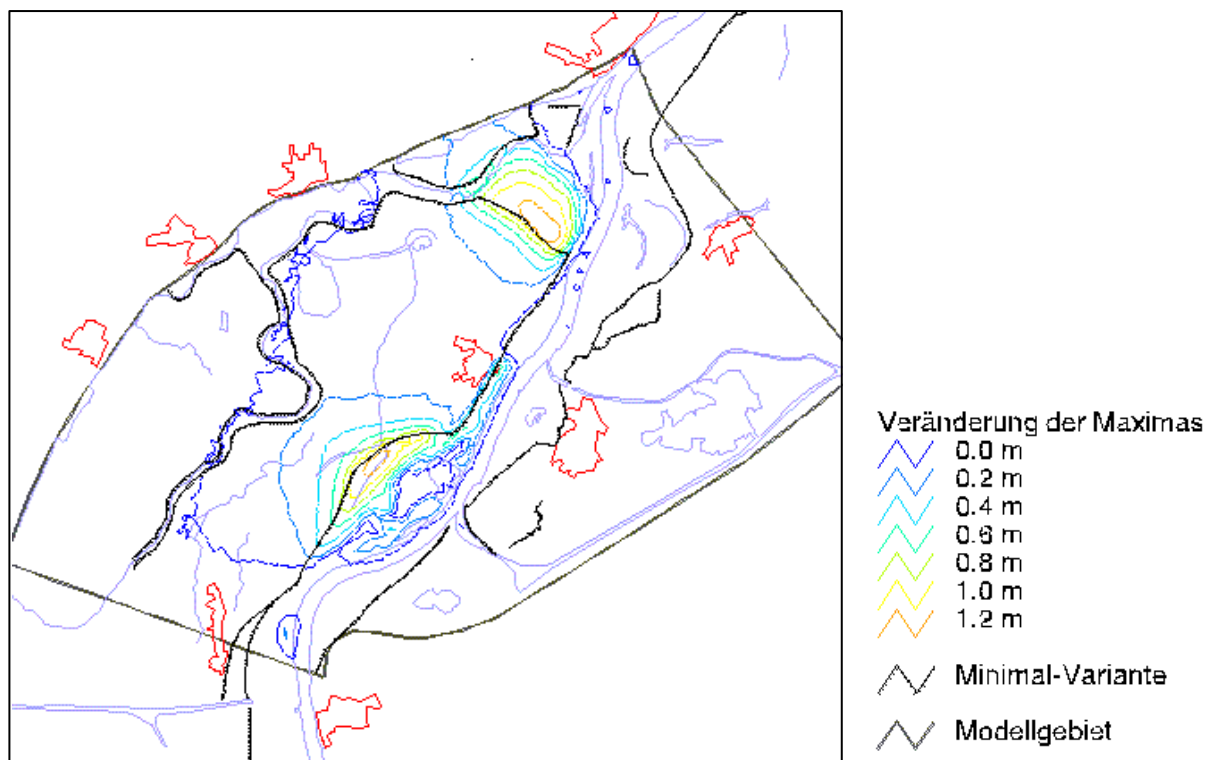 Veränderung der Maximas
0.0 m
0.2 m
0.4 m
0.6 m
0.8 m
1.0 m
1.2 m
Minimal-Variante
Modellgebiet